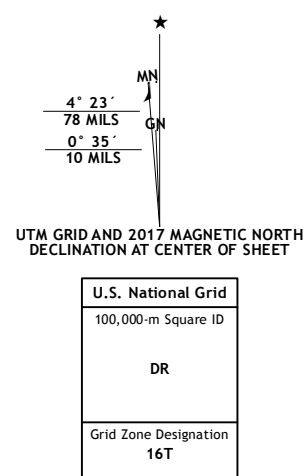 ★
MN
4° 23´
78 MILS
GN
0° 35´
10 MILS
UTM GRID AND 2017 MAGNETIC NORTH
DECLINATION AT CENTER OF SHEET
U.S. National Grid
100,000-m Square ID
DR
Grid Zone Designation
16T